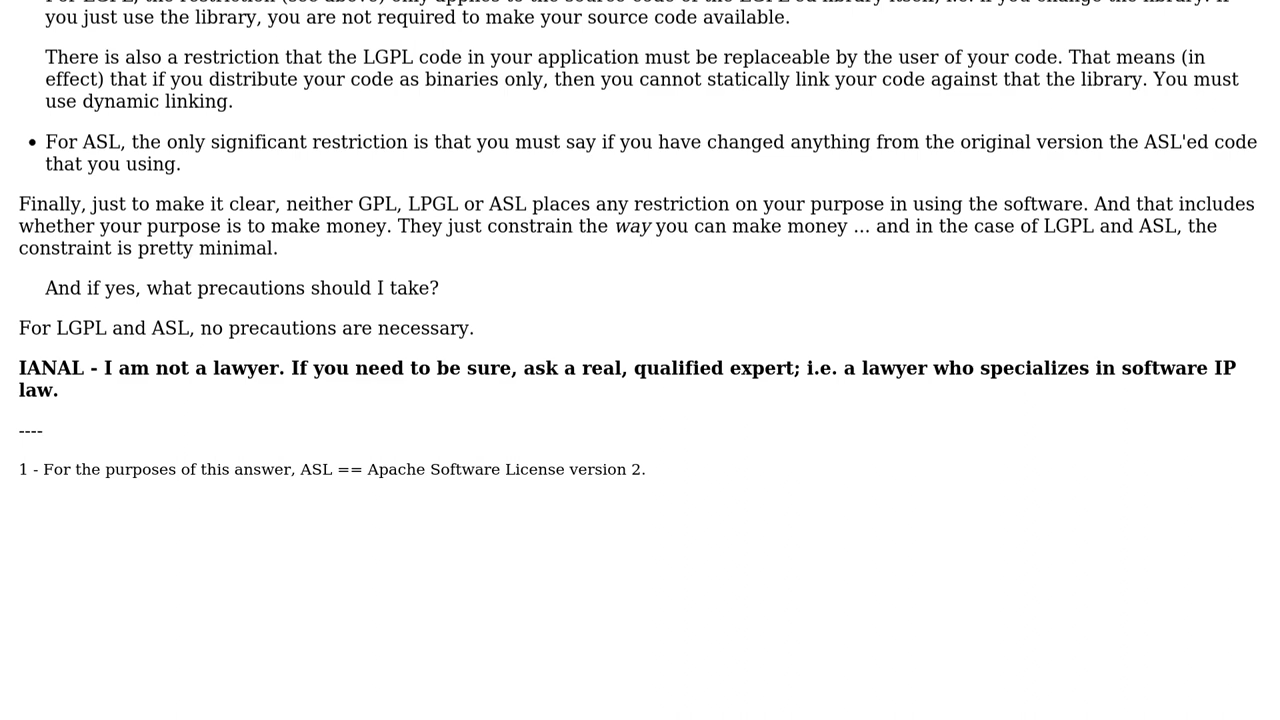 you just use the library, you are not required to make your source code available.
There is also a restriction that the LGPL code in your application must be replaceable by the user of your code. That means (in
effect) that if you distribute your code as binaries only, then you cannot statically link your code against that the library. You must
use dynamic linking.
• For ASL, the only significant restriction is that you must say if you have changed anything from the original version the ASL'ed code
that you using.
Finally, just to make it clear, neither GPL, LPGL or ASL places any restriction on your purpose in using the software. And that includes
whether your purpose is to make money. They just constrain the way you can make money ... and in the case of LGPL and ASL, the
constraint is pretty minimal.
And if yes, what precautions should I take?
For LGPL and ASL, no precautions are necessary.
IANAL - I am not a lawyer. If you need to be sure, ask a real, qualified expert; i.e. a lawyer who specializes in software IP
law.
----
1 - For the purposes of this answer, ASL == Apache Software License version 2.